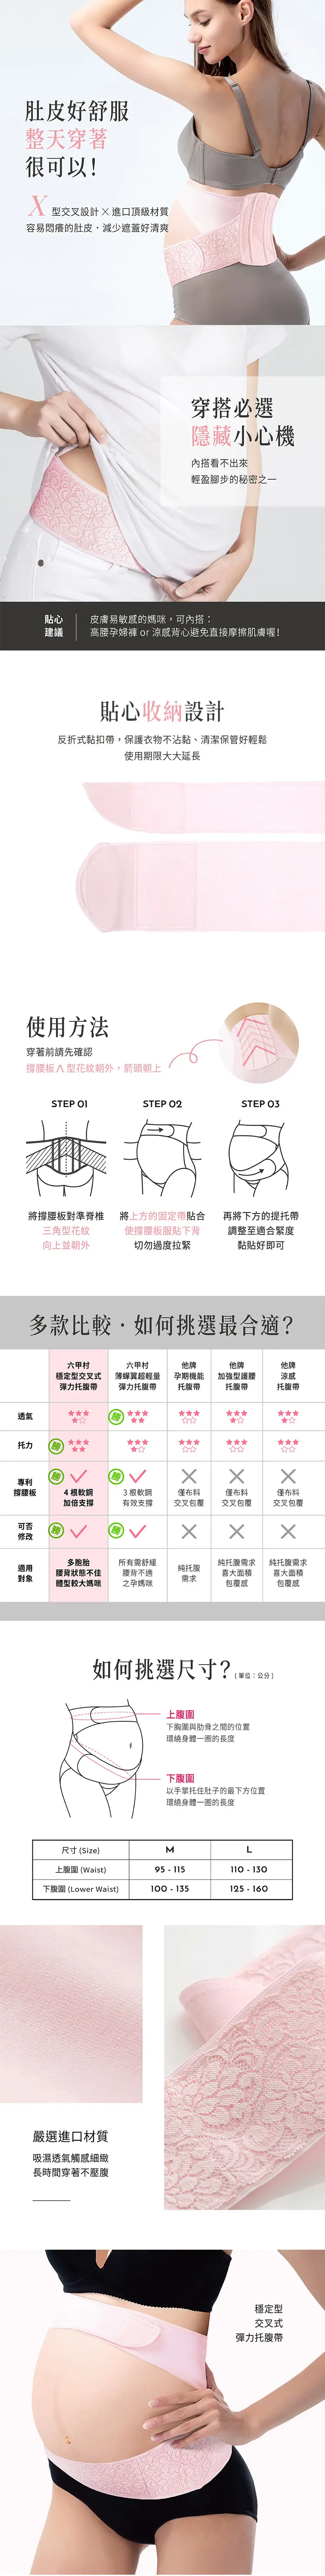 肚皮好舒服
整天穿著
很可以!
X 型交叉設計 × 進口頂級材質
容易悶癢的肚皮・減少遮蓋好清爽
穿搭必選
隱藏小心機
內搭看不出來
輕盈腳步的秘密之一
貼心
建議
皮膚易敏感的媽咪,可內搭:
高腰孕婦褲 or 涼感背心避免直接摩擦肌膚喔!
貼心收納設計
反折式黏扣帶,保護衣物不沾黏、清潔保管好輕鬆
使用期限大大延長
使用方法
穿著前請先確認
撐腰板 Λ 型花紋朝外,箭頭朝上
STEP 01 STEP 02 STEP 03
將撐腰板對準脊椎
三角型花紋
向上並朝外
將上方的固定帶貼合
使撐腰板服貼下背
切勿過度拉緊
再將下方的提托帶
調整至適合緊度
黏貼好即可
多款比較・如何挑選最合適?
六甲村
穩定型交叉式
彈力托腹帶
六甲村
薄蟬翼超輕量
彈力托腹帶
他牌
孕期機能
托腹帶
他牌
加強型護腰
托腹帶
他牌
涼感
托腹帶
透氣 ★★★★☆ 勝 ★★★★★ ★★★☆☆ ★★★★☆ ★★★★☆
托力 勝 ★★★★★ ★★★★☆ ★★★☆☆ ★★★☆☆ ★★★☆☆
專利
撐腰板
勝 ✓
4 根軟鋼
加倍支撐
勝 ✓
3 根軟鋼
有效支撐
×
僅布料
交叉包覆
×
僅布料
交叉包覆
×
僅布料
交叉包覆
可否
修改
勝 ✓ 勝 ✓ × × ×
適用
對象
多胞胎
腰背狀態不佳
體型較大媽咪
所有需舒緩
腰背不適
之孕媽咪
純托腹
需求
純托腹需求
喜大面積
包覆感
純托腹需求
喜大面積
包覆感
如何挑選尺寸? ( 單位:公分 )
上腹圍
下胸圍與肋骨之間的位置
環繞身體一圈的長度
下腹圍
以手掌托住肚子的最下方位置
環繞身體一圈的長度
尺寸 (Size) M L
上腹圍 (Waist) 95 - 115 110 - 130
下腹圍 (Lower Waist) 100 - 135 125 - 160
嚴選進口材質
吸濕透氣觸感細緻
長時間穿著不壓腹
穩定型
交叉式
彈力托腹帶